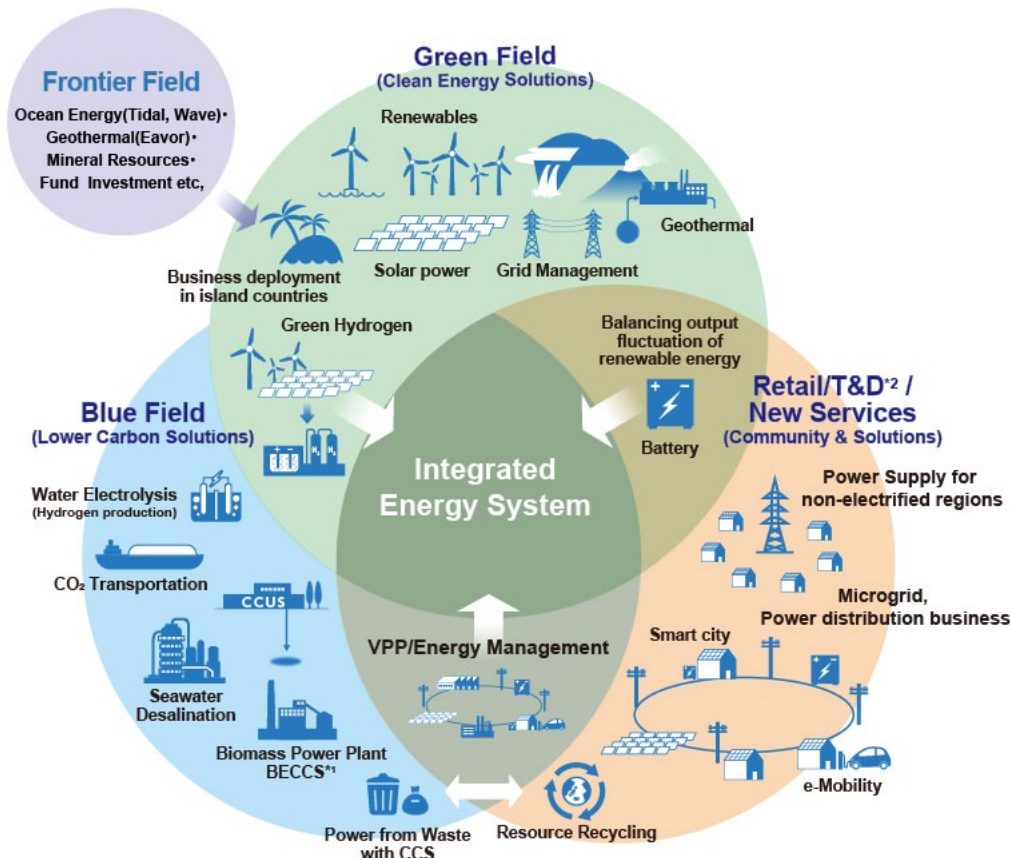 Frontier Field
Ocean Energy(Tidal, Wave)・
Geothermal(Eavor)・
Mineral Resources・
Fund Investment etc,
Green Field
(Clean Energy Solutions)
Renewables
Geothermal
Solar power
Grid Management
Business deployment
in island countries
Green Hydrogen
Balancing output
fluctuation of
renewable energy
Battery
Blue Field
(Lower Carbon Solutions)
Water Electrolysis
(Hydrogen production)
H₂ H₂
CO₂ Transportation
CCUS
Seawater
Desalination
Biomass Power Plant
BECCS*1
Power from Waste
with CCS
Integrated
Energy System
VPP/Energy Management
Retail/T&D*2 /
New Services
(Community & Solutions)
Power Supply for
non-electrified regions
Microgrid,
Power distribution business
Smart city
e-Mobility
Resource Recycling